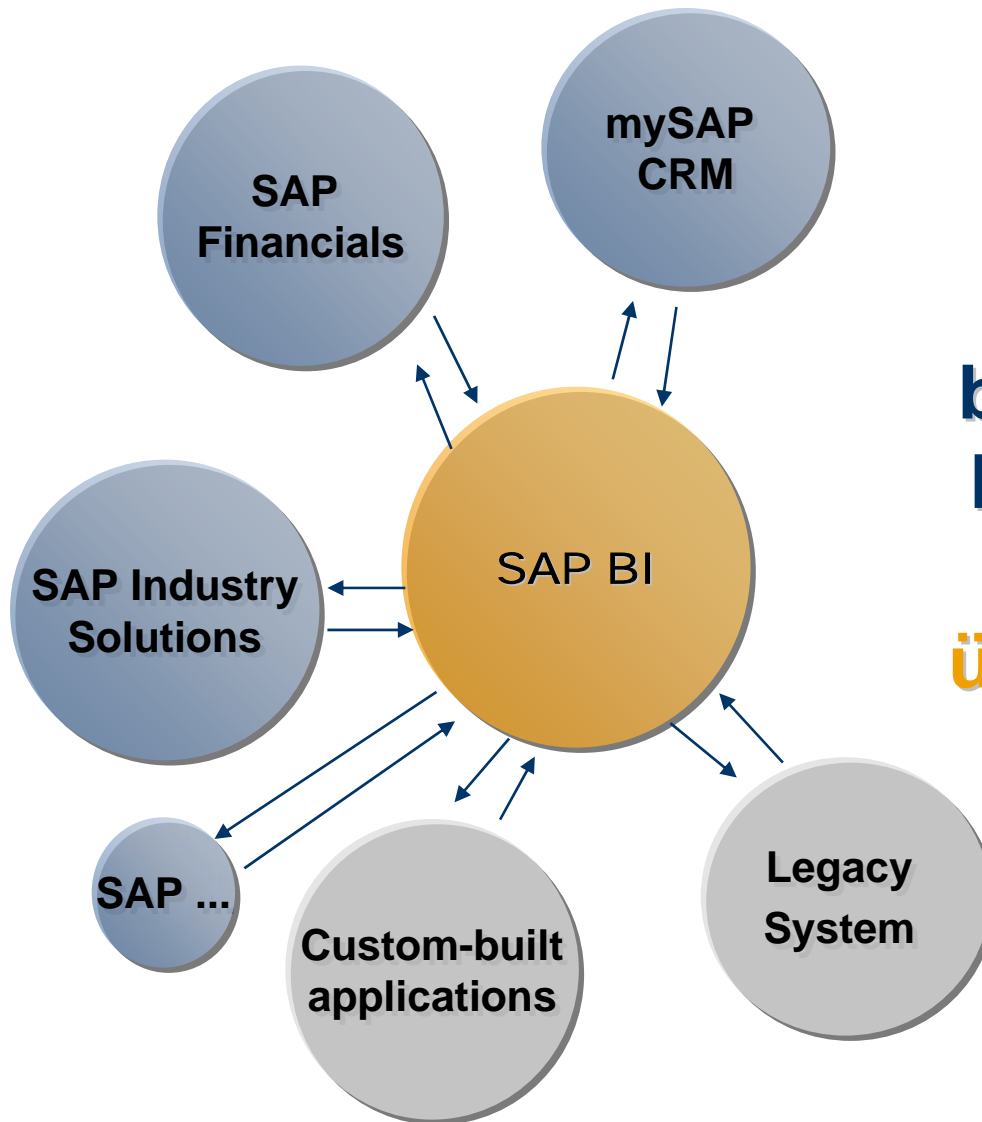 mySAP
CRM
SAP
Financials
b
SAP BI
SAP Industry
Solutions
ü
Legacy
System
SAP ...
Custom-built
applications